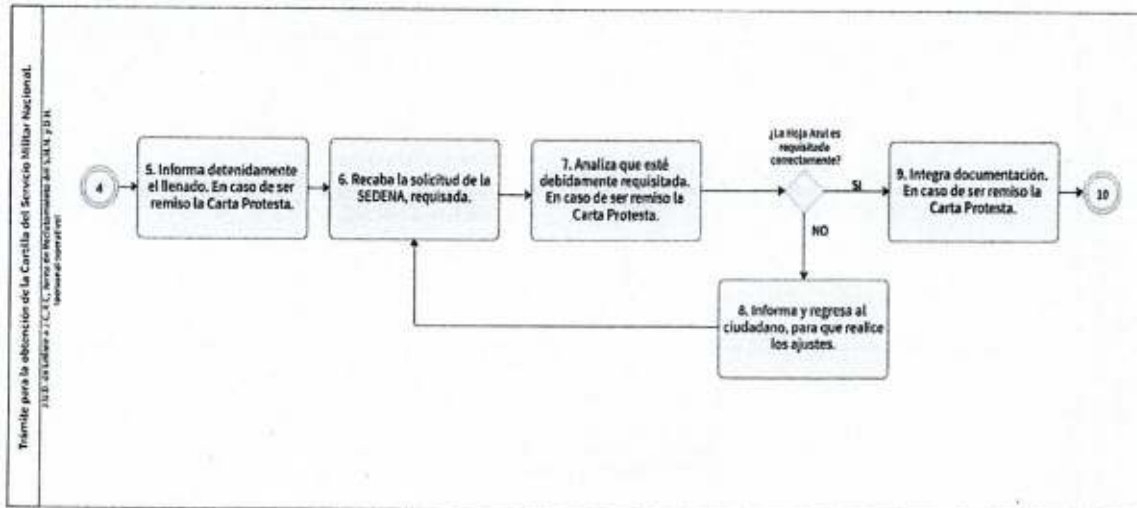 Trámite para la obtención de la Cartilla del Servicio Militar Nacional.
4
5. Informa detenidamente
el llenado. En caso de ser
remiso la Carta Protesta.
6. Recaba la solicitud de la
SEDENA, requisada.
7. Analiza que esté
debidamente requisitada.
En caso de ser remiso la
Carta Protesta.
¿La Hoja Azul es
requisitada
correctamente?
SI
NO
8. Informa y regresa al
ciudadano, para que realice
los ajustes.
9. Integra documentación.
En caso de ser remiso la
Carta Protesta.
10